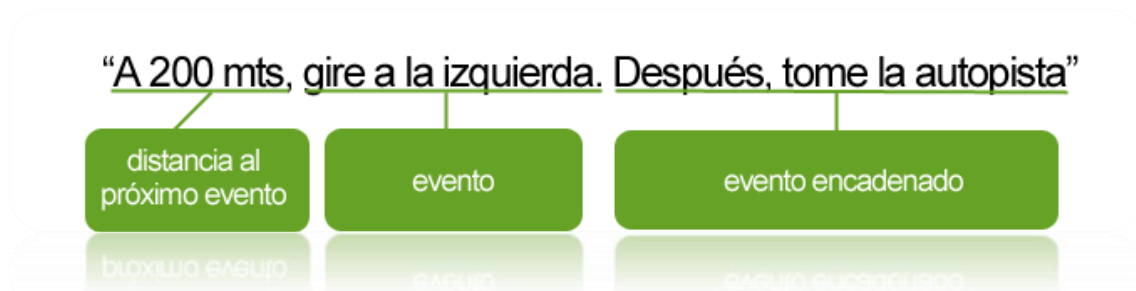 “A 200 mts, gire a la izquierda. Después, tome la autopista”
distancia al
próximo evento
evento
evento encadenado